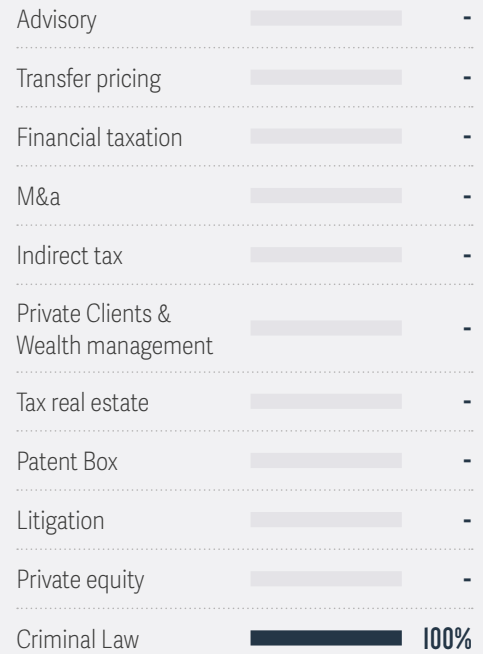 Advisory -
Transfer pricing -
Financial taxation -
M&a -
Indirect tax -
Private Clients &
Wealth management -
Tax real estate -
Patent Box -
Litigation -
Private equity -
Criminal Law 100%